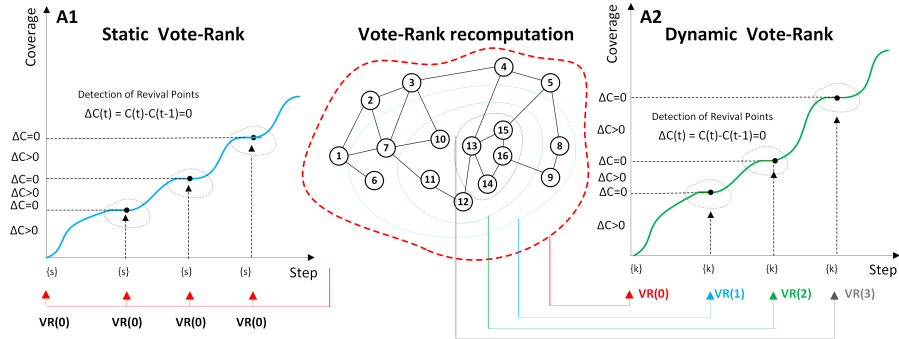 A1
Static Vote-Rank
Coverage
Detection of Revival Points
ΔC(t) = C(t)-C(t-1)=0
ΔC=0
ΔC>0
ΔC=0
ΔC>0
ΔC=0
ΔC>0
{s}
{s}
{s}
{s}
Step
VR(0)
VR(0)
VR(0)
VR(0)
Vote-Rank recomputation
4
3
5
2
15
10
7
13
8
1
16
6
11
14
9
12
A2
Dynamic Vote-Rank
Coverage
ΔC=0
Detection of Revival Points
ΔC(t) = C(t)-C(t-1)=0
ΔC>0
ΔC=0
ΔC>0
ΔC=0
ΔC>0
{k}
{k}
{k}
{k}
Step
VR(0)
VR(1)
VR(2)
VR(3)